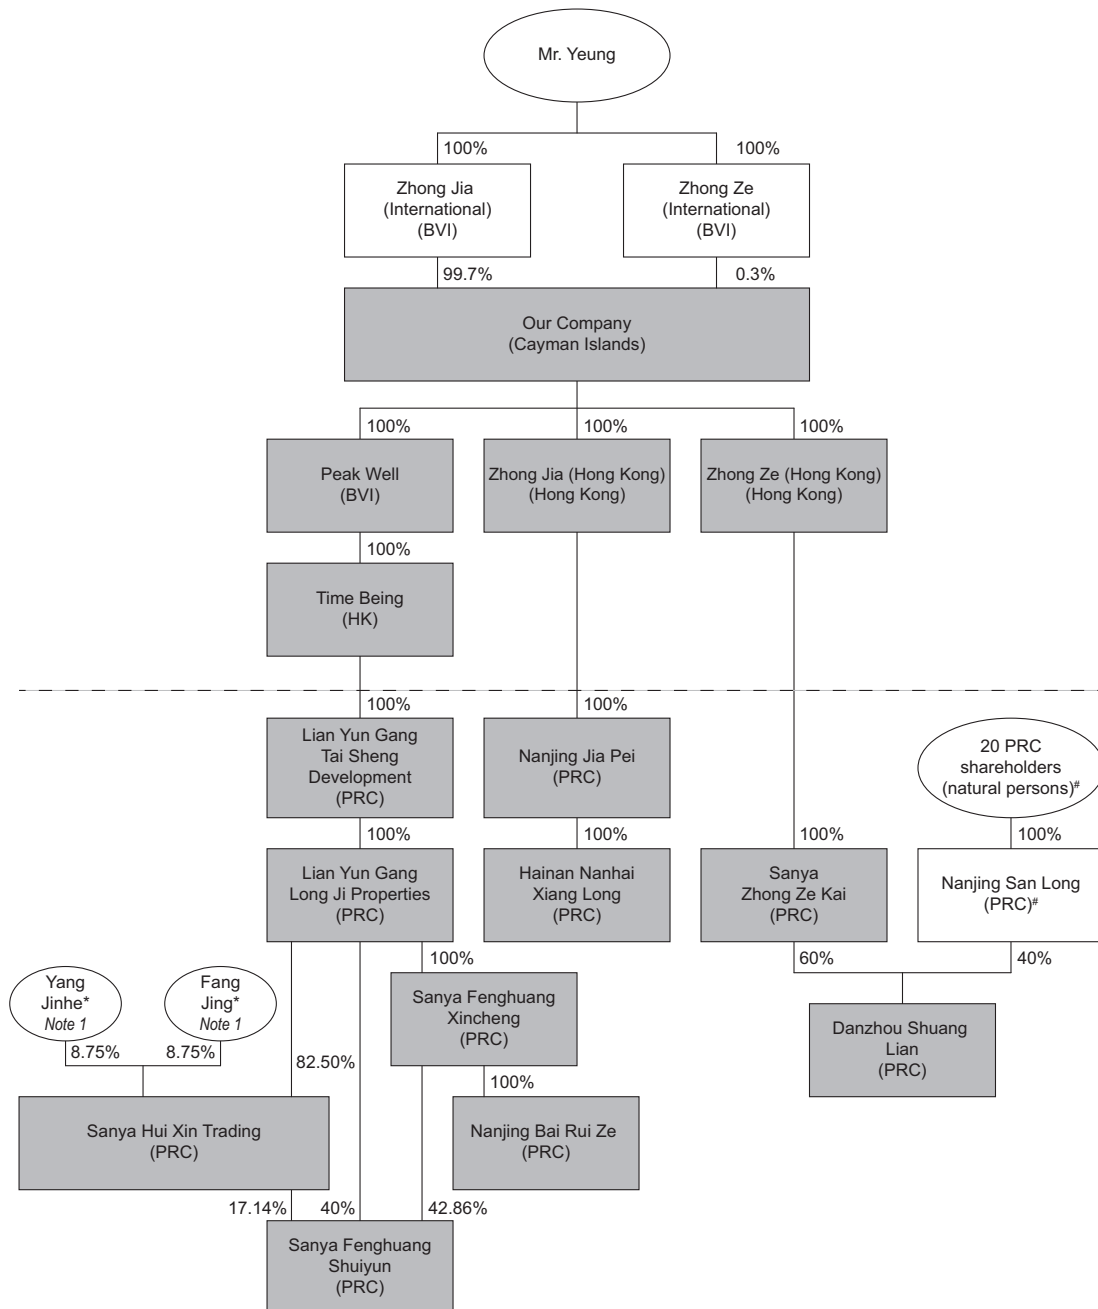 Mr. Yeung
100%
100%
Zhong Jia
(International)
(BVI)
Zhong Ze
(International)
(BVI)
99.7%
0.3%
Our Company
(Cayman Islands)
100%
100%
100%
Peak Well
(BVI)
Zhong Jia (Hong Kong)
(Hong Kong)
Zhong Ze (Hong Kong)
(Hong Kong)
100%
Time Being
(HK)
100%
100%
Lian Yun Gang
Tai Sheng
Development
(PRC)
Nanjing Jia Pei
(PRC)
20 PRC
shareholders
(natural persons)#
100%
100%
100%
100%
Lian Yun Gang
Long Ji Properties
(PRC)
Hainan Nanhai
Xiang Long
(PRC)
Sanya
Zhong Ze Kai
(PRC)
Nanjing San Long
(PRC)#
100%
60%
40%
Yang
Jinhe*
Note 1
Fang
Jing*
Note 1
Sanya Fenghuang
Xincheng
(PRC)
Danzhou Shuang
Lian
(PRC)
8.75%
8.75%
82.50%
100%
Sanya Hui Xin Trading
(PRC)
Nanjing Bai Rui Ze
(PRC)
17.14%
40%
42.86%
Sanya Fenghuang
Shuiyun
(PRC)